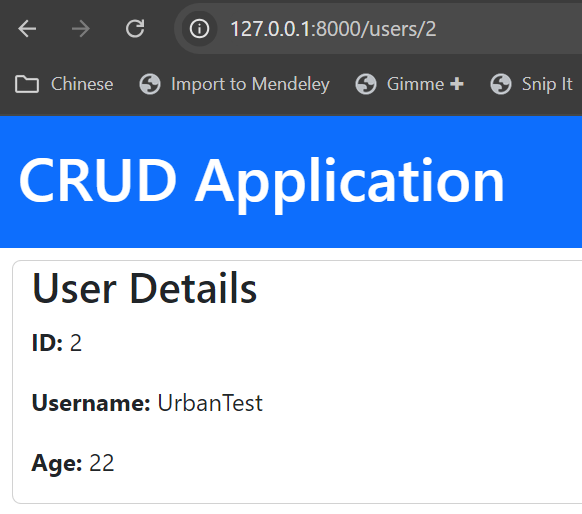 127.0.0.1:8000/users/2
Chinese Import to Mendeley Gimme ✚ Snip It
CRUD Application
User Details
ID: 2
Username: UrbanTest
Age: 22